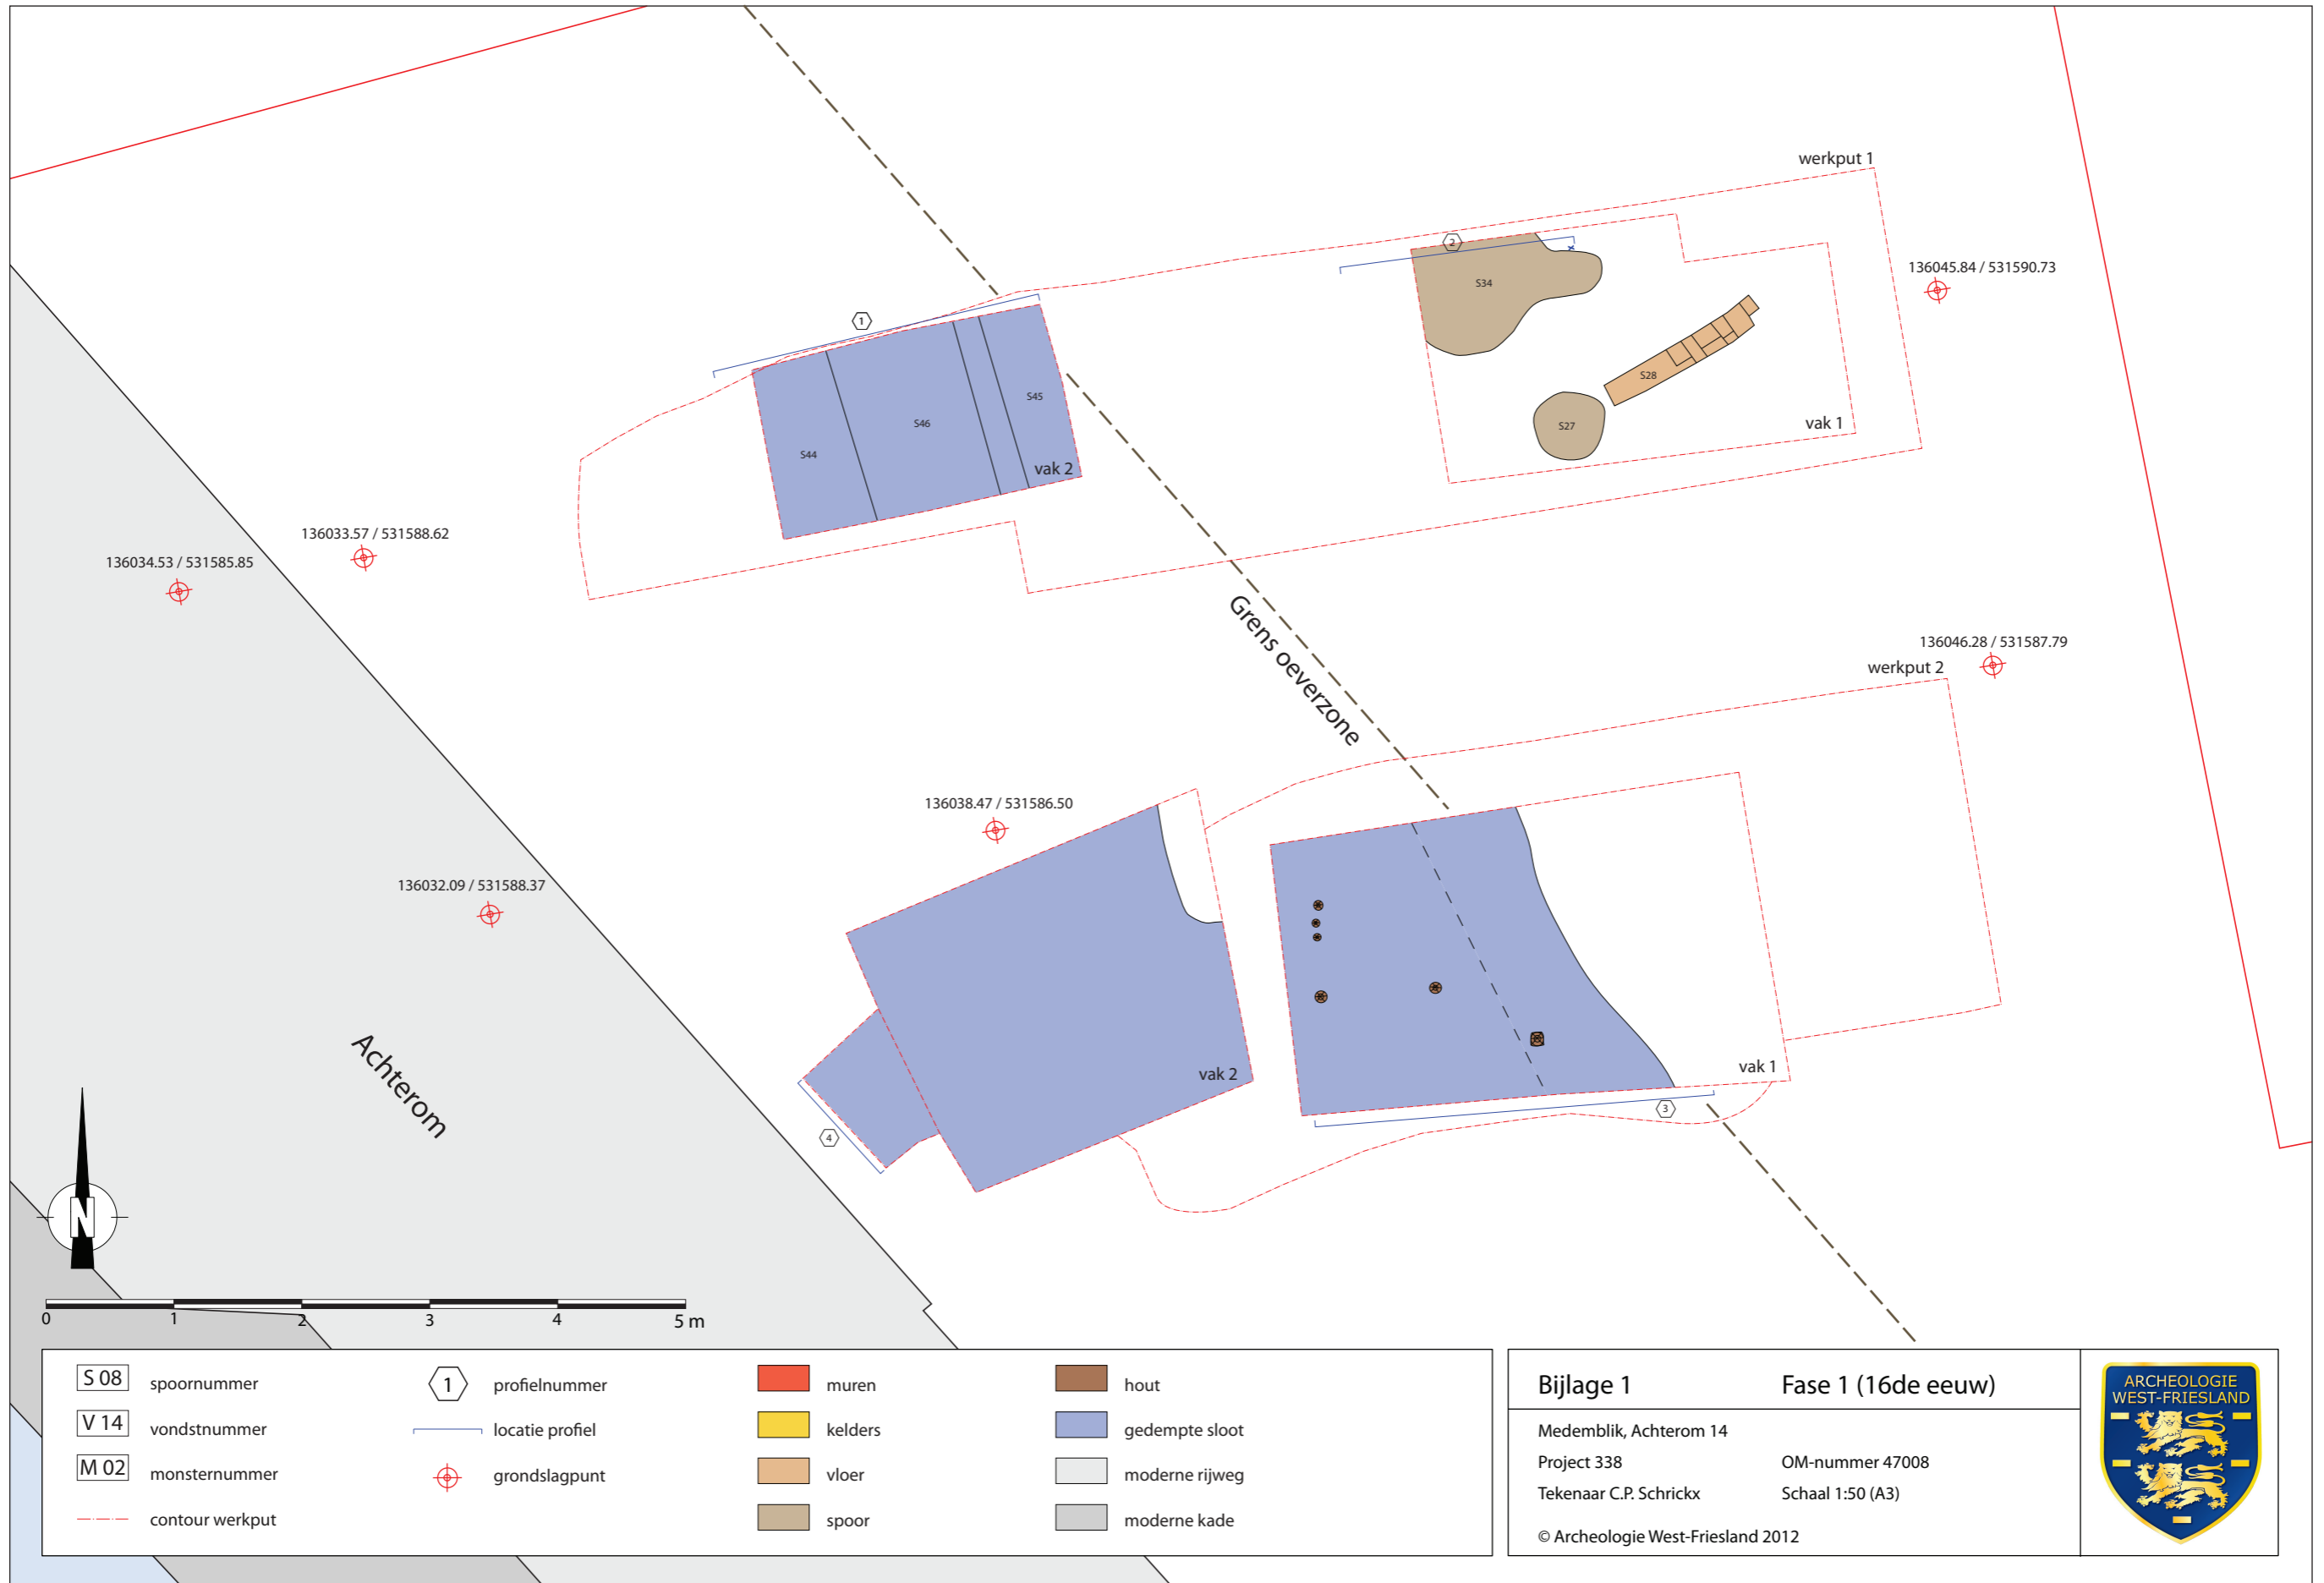 werkput 1
2
136045.84 / 531590.73
S34
1
S28
S45
S46
vak 1
S27
S44
vak 2
136033.57 / 531588.62
136034.53 / 531585.85
Grens oeverzone
136046.28 / 531587.79
werkput 2
136038.47 / 531586.50
136032.09 / 531588.37
Achterom
vak 2
vak 1
3
4
N
0 1 2 3 4 5 m
S 08 spoornummer
V 14 vondstnummer
M 02 monsternummer
contour werkput
1 profielnummer
locatie profiel
grondslagpunt
muren
kelders
vloer
spoor
hout
gedempte sloot
moderne rijweg
moderne kade
Bijlage 1 Fase 1 (16de eeuw)
Medemblik, Achterom 14
Project 338 OM-nummer 47008
Tekenaar C.P. Schrickx Schaal 1:50 (A3)
© Archeologie West-Friesland 2012
ARCHEOLOGIE
WEST-FRIESLAND